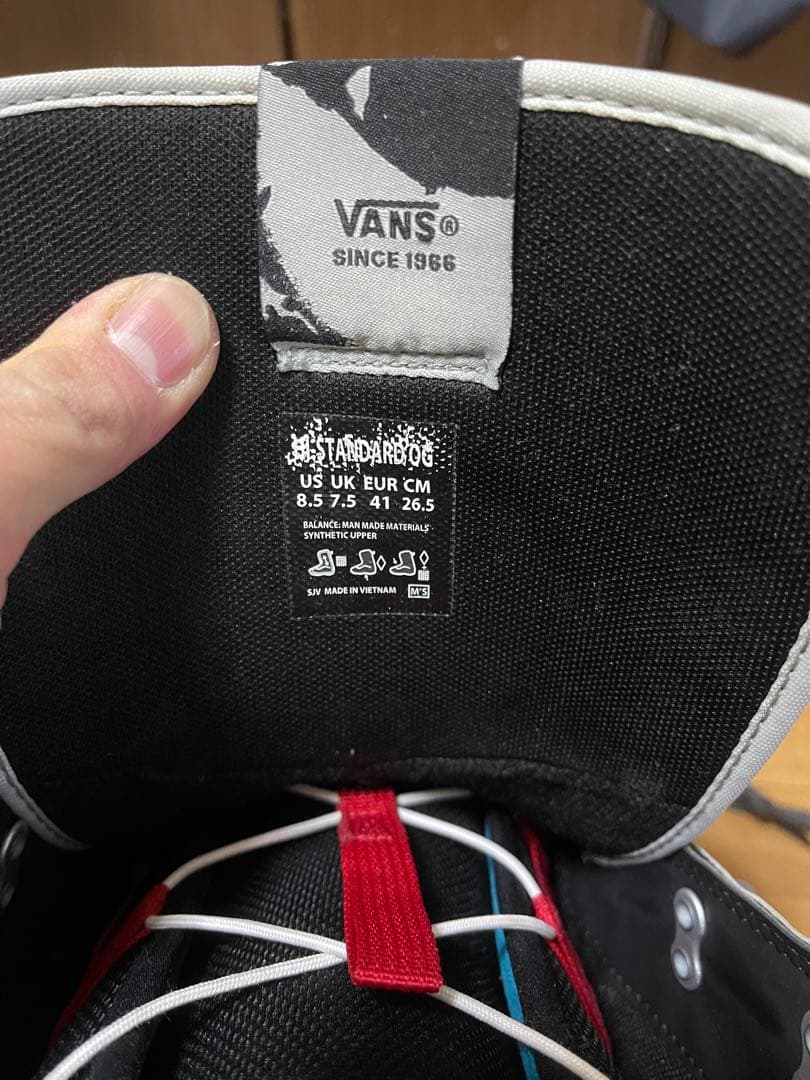 VANS®
SINCE 1966
HI-STANDARD OG
US UK EUR CM
8.5 7.5 41 26.5
BALANCE: MAN MADE MATERIALS
SYNTHETIC UPPER
SJV MADE IN VIETNAM M'S